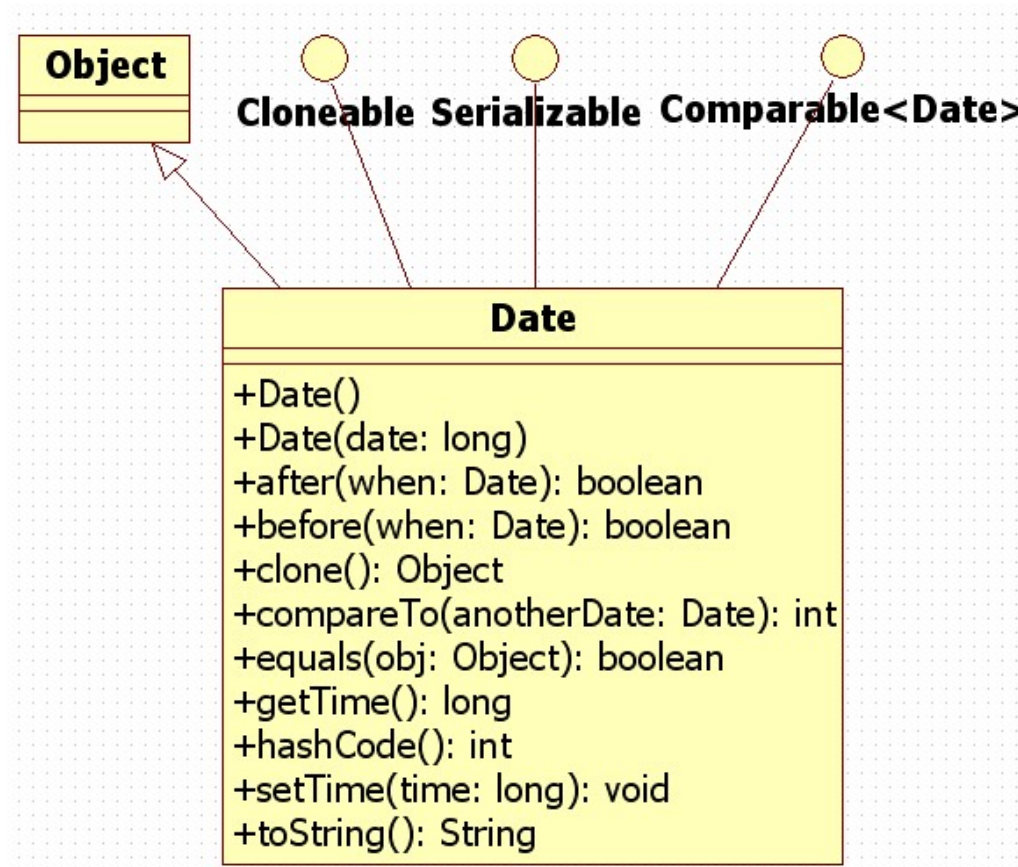 Object
Cloneable Serializable Comparable<Date>
Date
+Date()
+Date(date: long)
+after(when: Date): boolean
+before(when: Date): boolean
+clone(): Object
+compareTo(anotherDate: Date): int
+equals(obj: Object): boolean
+getTime(): long
+hashCode(): int
+setTime(time: long): void
+toString(): String